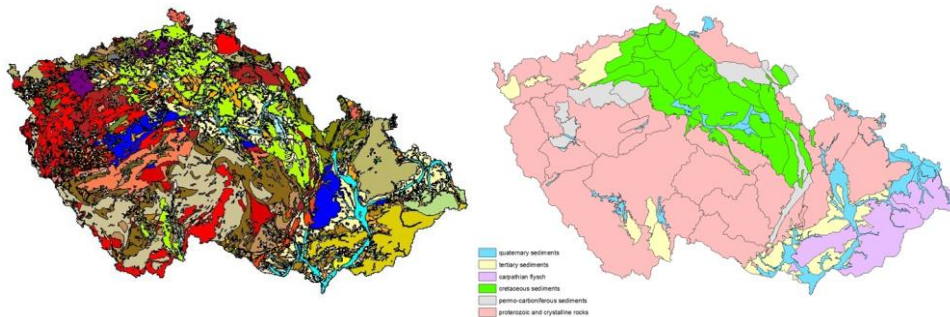 quaternary sediments
tertiary sediments
carpathian flysch
cretaceous sediments
permo-carboniferous sediments
proterozoic and crystalline rocks